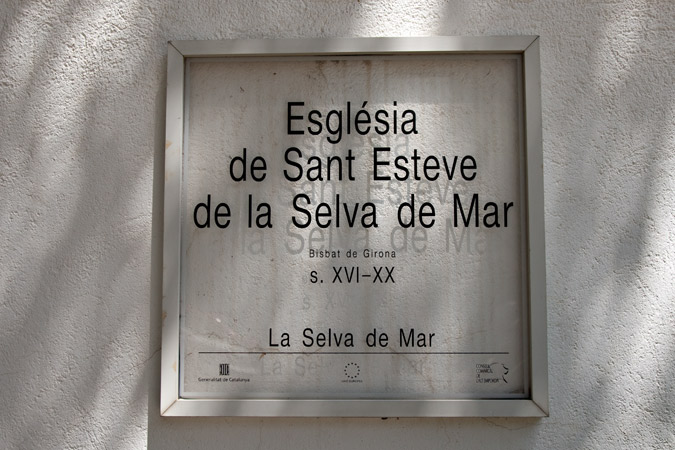 Església
de Sant Esteve
de la Selva de Mar
Bisbat de Girona
s. XVI–XX
La Selva de Mar
Generalitat de Catalunya